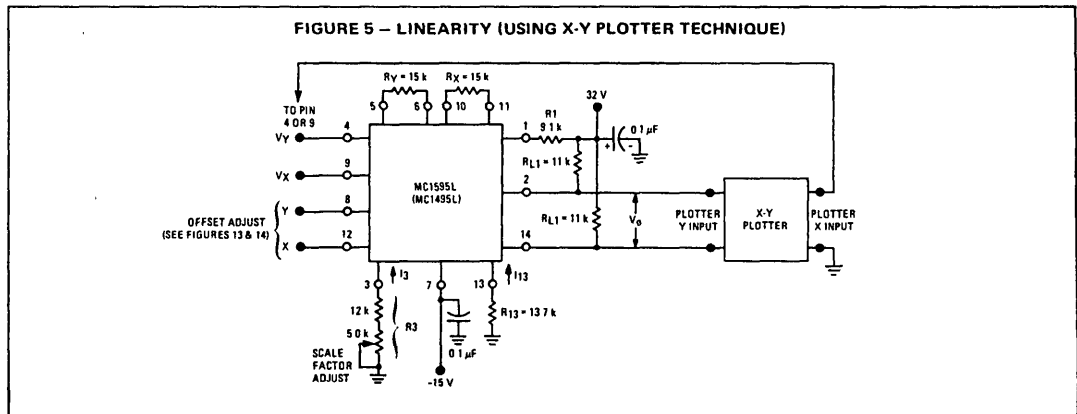 FIGURE 5 – LINEARITY (USING X-Y PLOTTER TECHNIQUE)
RY = 15 k
RX = 15 k
5
6
10
11
TO PIN
4 OR 9
VY
4
VX
9
Y
8
OFFSET ADJUST
(SEE FIGURES 13 & 14)
X
12
MC1595L
(MC1495L)
1
R1
9 1 k
32 V
+
-
0 1 µF
RL1 = 11 k
2
RL1 = 11 k
14
Vo
PLOTTER
Y INPUT
X-Y
PLOTTER
PLOTTER
X INPUT
3
I3
7
13
I13
12 k
5 0 k
R3
SCALE
FACTOR
ADJUST
0 1 µF
-15 V
R13 = 13 7 k